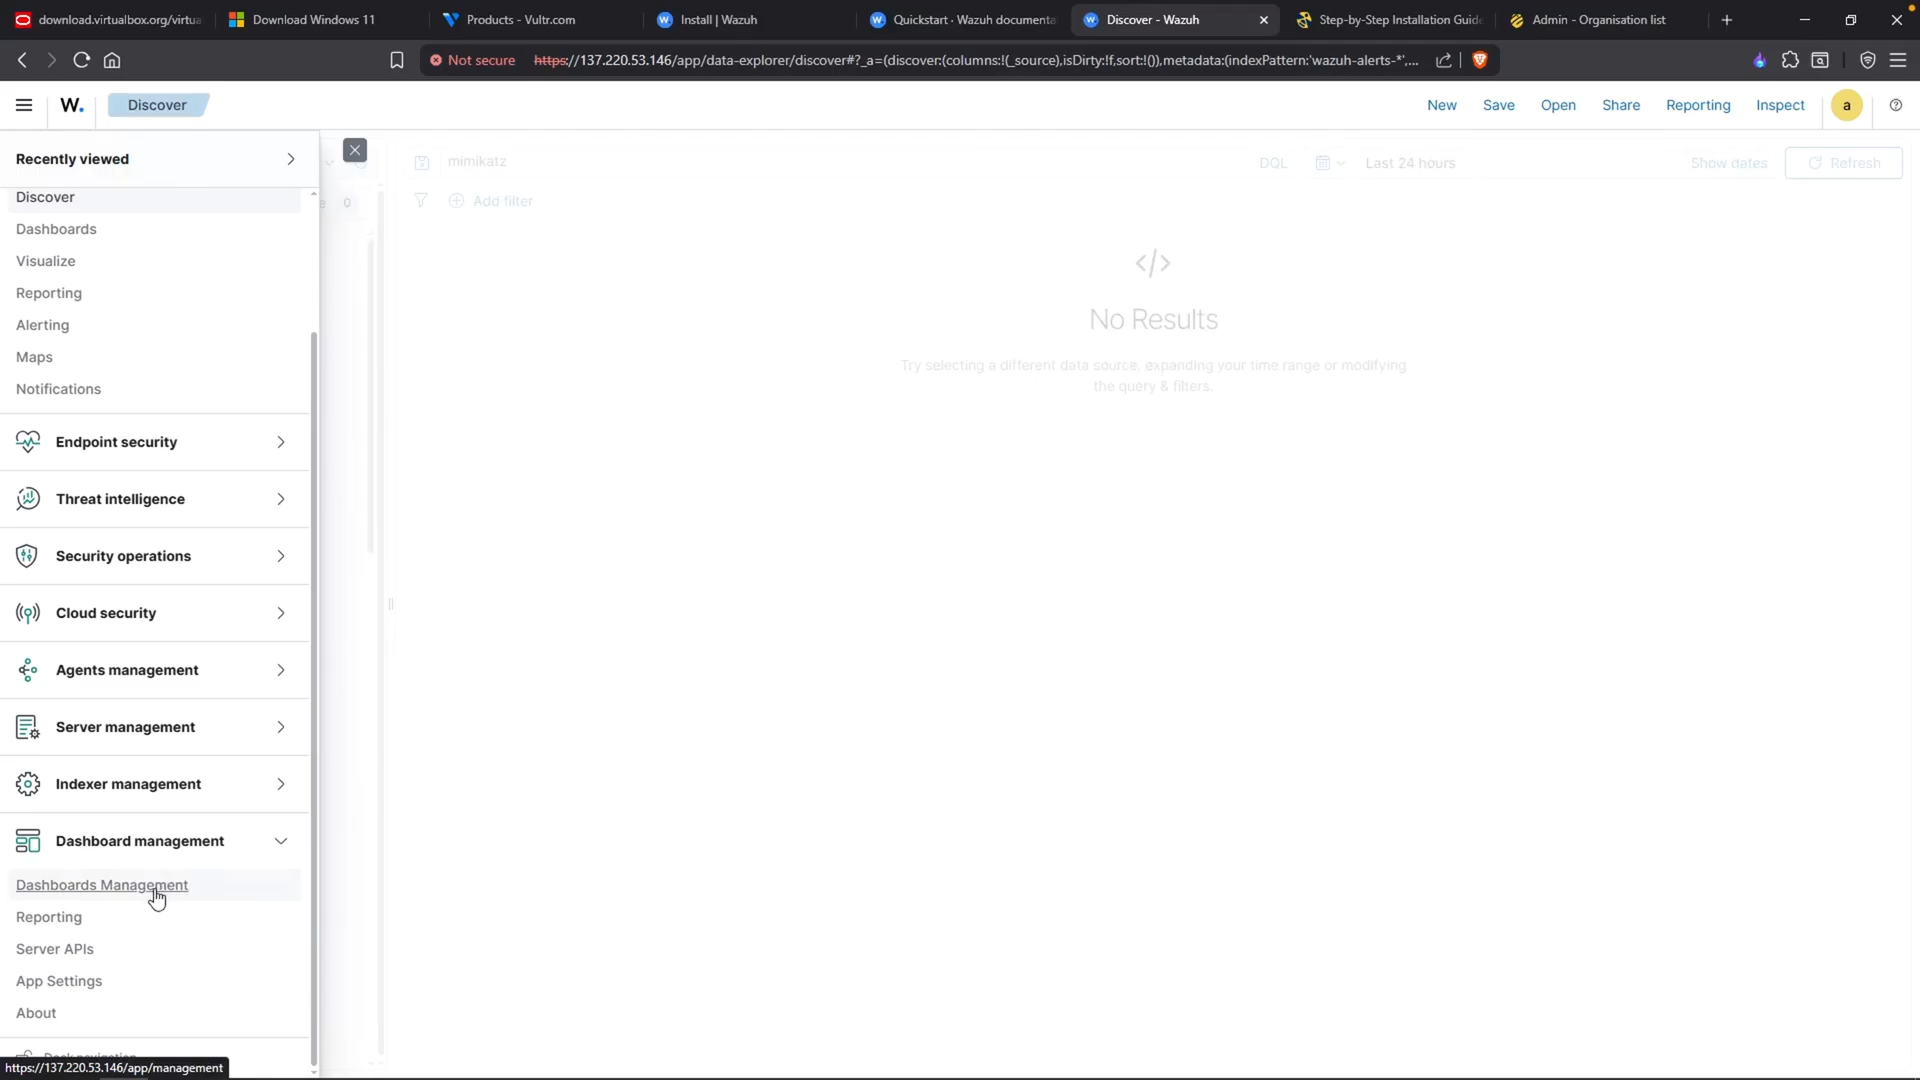 download.virtualbox.org/virtua
Download Windows 11
Products - Vultr.com
Install | Wazuh
Quickstart · Wazuh documenta
Discover - Wazuh
Step-by-Step Installation Guide
Admin - Organisation list
Not secure
https://137.220.53.146/app/data-explorer/discover#?_a=(discover:(columns:!(_source),isDirty:!f,sort:!()),metadata:(indexPattern:'wazuh-alerts-*',...
W.
Discover
New
Save
Open
Share
Reporting
Inspect
a
Recently viewed
mimikatz
DQL
Last 24 hours
Show dates
Refresh
Discover
0
Add filter
Dashboards
Visualize
Reporting
Alerting
Maps
Notifications
No Results
Try selecting a different data source, expanding your time range or modifying
the query & filters.
Endpoint security
Threat intelligence
Security operations
Cloud security
Agents management
Server management
Indexer management
Dashboard management
Dashboards Management
Reporting
Server APIs
App Settings
About
Dock navigation
https://137.220.53.146/app/management